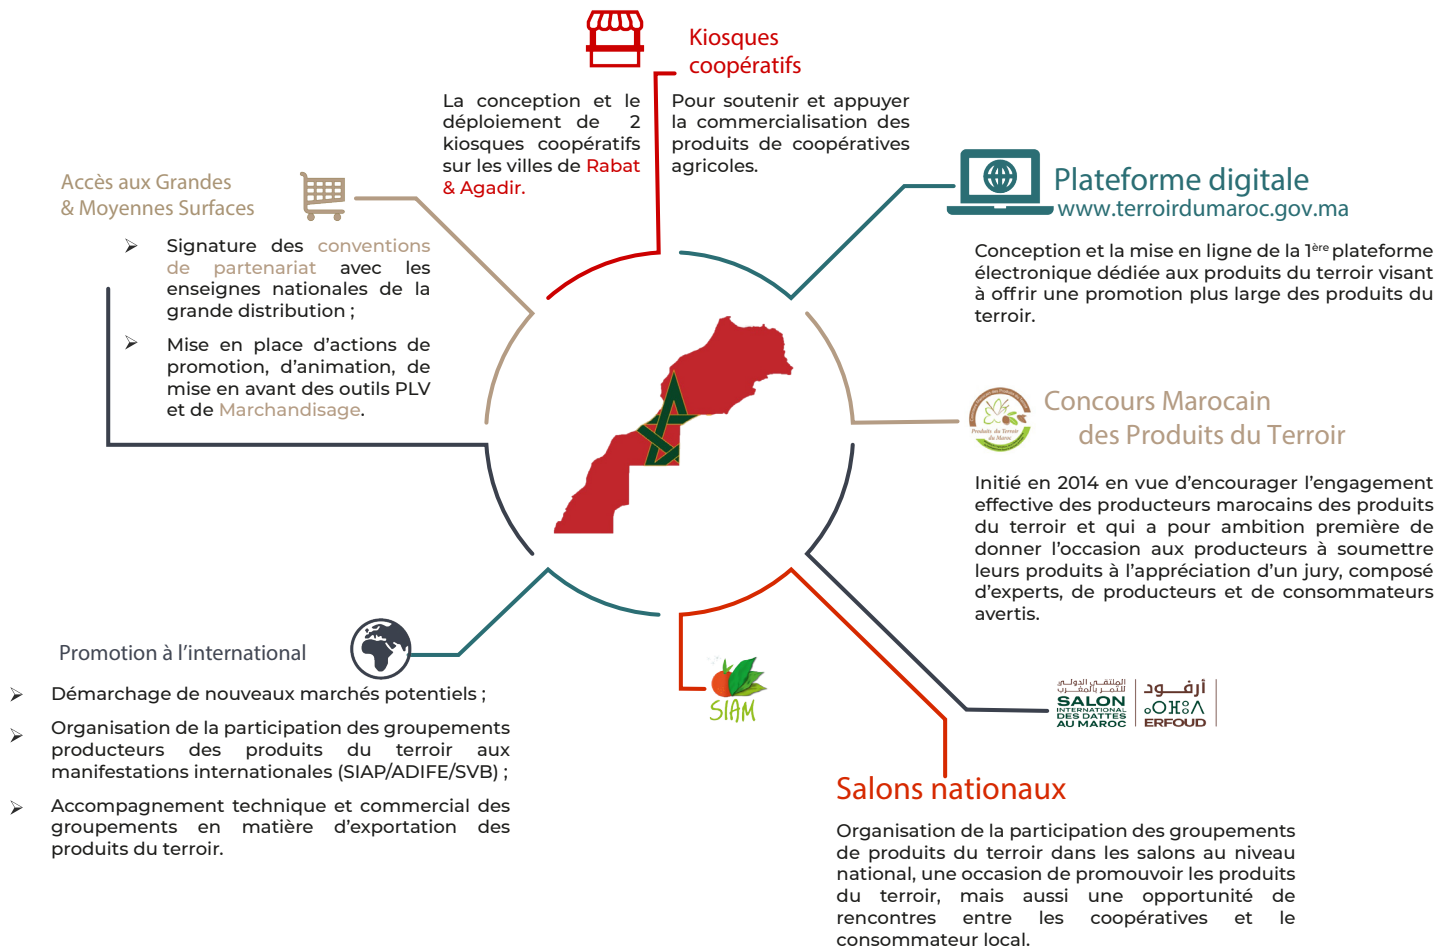 Kiosques
coopératifs
La conception et le
déploiement de 2
kiosques coopératifs
sur les villes de Rabat
& Agadir.
Pour soutenir et appuyer
la commercialisation des
produits de coopératives
agricoles.
Accès aux Grandes
& Moyennes Surfaces
➢ Signature des conventions
de partenariat avec les
enseignes nationales de la
grande distribution ;
➢ Mise en place d’actions de
promotion, d’animation, de
mise en avant des outils PLV
et de Marchandisage.
Plateforme digitale
www.terroirdumaroc.gov.ma
Conception et la mise en ligne de la 1ère plateforme
électronique dédiée aux produits du terroir visant
à offrir une promotion plus large des produits du
terroir.
Produits du Terroir
du Maroc
Concours Marocain
des Produits du Terroir
Initié en 2014 en vue d’encourager l’engagement
effective des producteurs marocains des produits
du terroir et qui a pour ambition première de
donner l’occasion aux producteurs à soumettre
leurs produits à l’appréciation d’un jury, composé
d’experts, de producteurs et de consommateurs
avertis.
Promotion à l’international
➢ Démarchage de nouveaux marchés potentiels ;
➢ Organisation de la participation des groupements
producteurs des produits du terroir aux
manifestations internationales (SIAP/ADIFE/SVB) ;
➢ Accompagnement technique et commercial des
groupements en matière d’exportation des
produits du terroir.
SIAM
الملتقى الدولي
للتمر بالمغرب
SALON
INTERNATIONAL
DES DATTES
AU MAROC
أرفود
ⴰⵔⴼⵓⴷ
ERFOUD
Salons nationaux
Organisation de la participation des groupements
de produits du terroir dans les salons au niveau
national, une occasion de promouvoir les produits
du terroir, mais aussi une opportunité de
rencontres entre les coopératives et le
consommateur local.